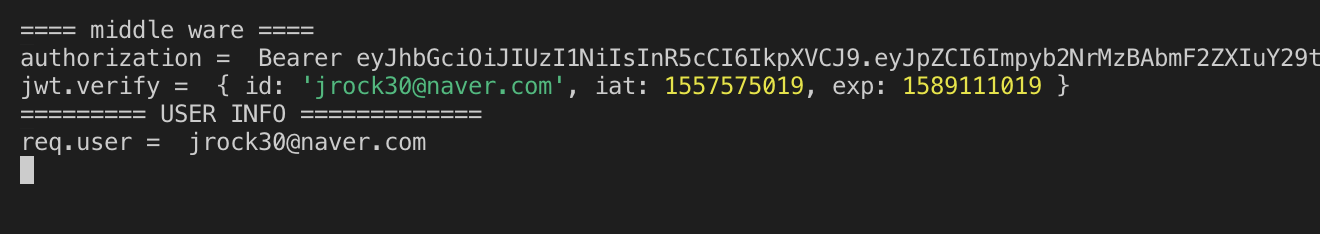 ==== middle ware ====
authorization =  Bearer eyJhbGciOiJIUzI1NiIsInR5cCI6IkpXVCJ9.eyJpZCI6Impyb2NrMzBAbmF2ZXIuY29t
jwt.verify =  { id: 'jrock30@naver.com', iat: 1557575019, exp: 1589111019 }
========= USER INFO =============
req.user =  jrock30@naver.com